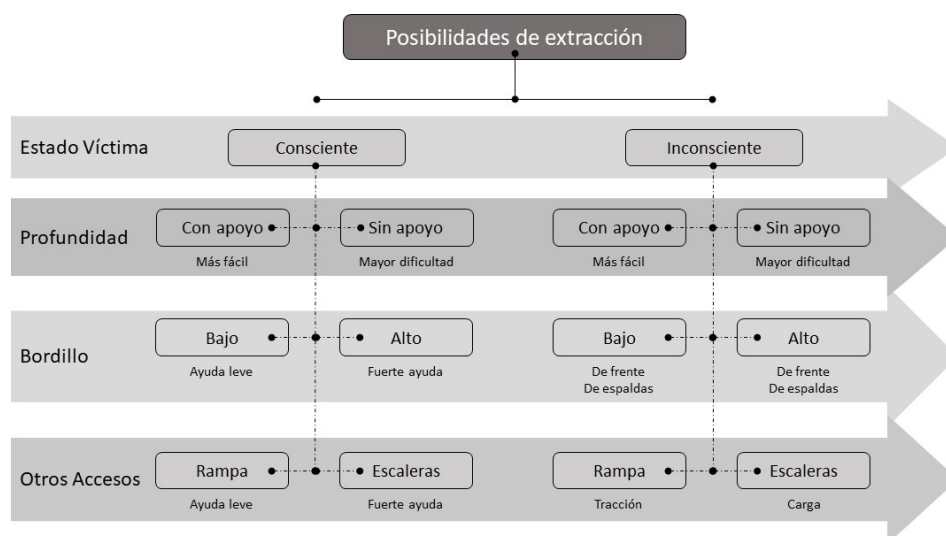 Posibilidades de extracción
Estado Víctima
Consciente
Inconsciente
Profundidad
Con apoyo
Sin apoyo
Con apoyo
Sin apoyo
Más fácil
Mayor dificultad
Más fácil
Mayor dificultad
Bordillo
Bajo
Alto
Bajo
Alto
Ayuda leve
Fuerte ayuda
De frente
De espaldas
De frente
De espaldas
Otros Accesos
Rampa
Escaleras
Rampa
Escaleras
Ayuda leve
Fuerte ayuda
Tracción
Carga